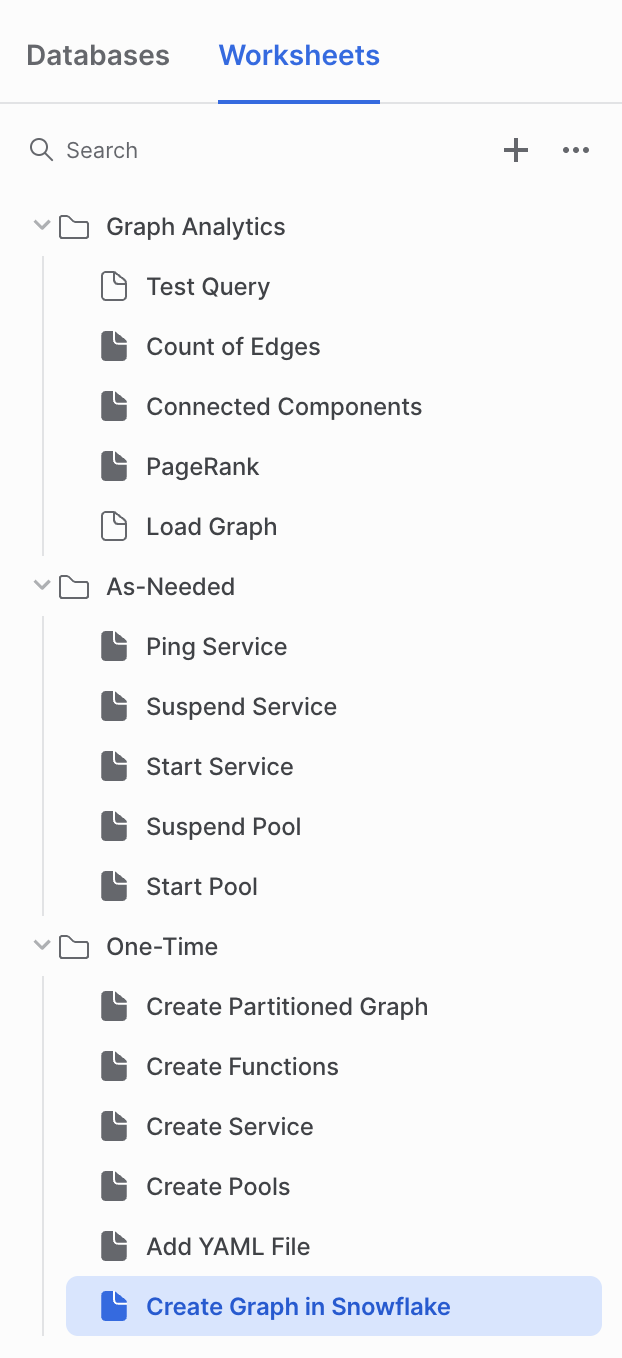 Databases Worksheets
Search
Graph Analytics
Test Query
Count of Edges
Connected Components
PageRank
Load Graph
As-Needed
Ping Service
Suspend Service
Start Service
Suspend Pool
Start Pool
One-Time
Create Partitioned Graph
Create Functions
Create Service
Create Pools
Add YAML File
Create Graph in Snowflake